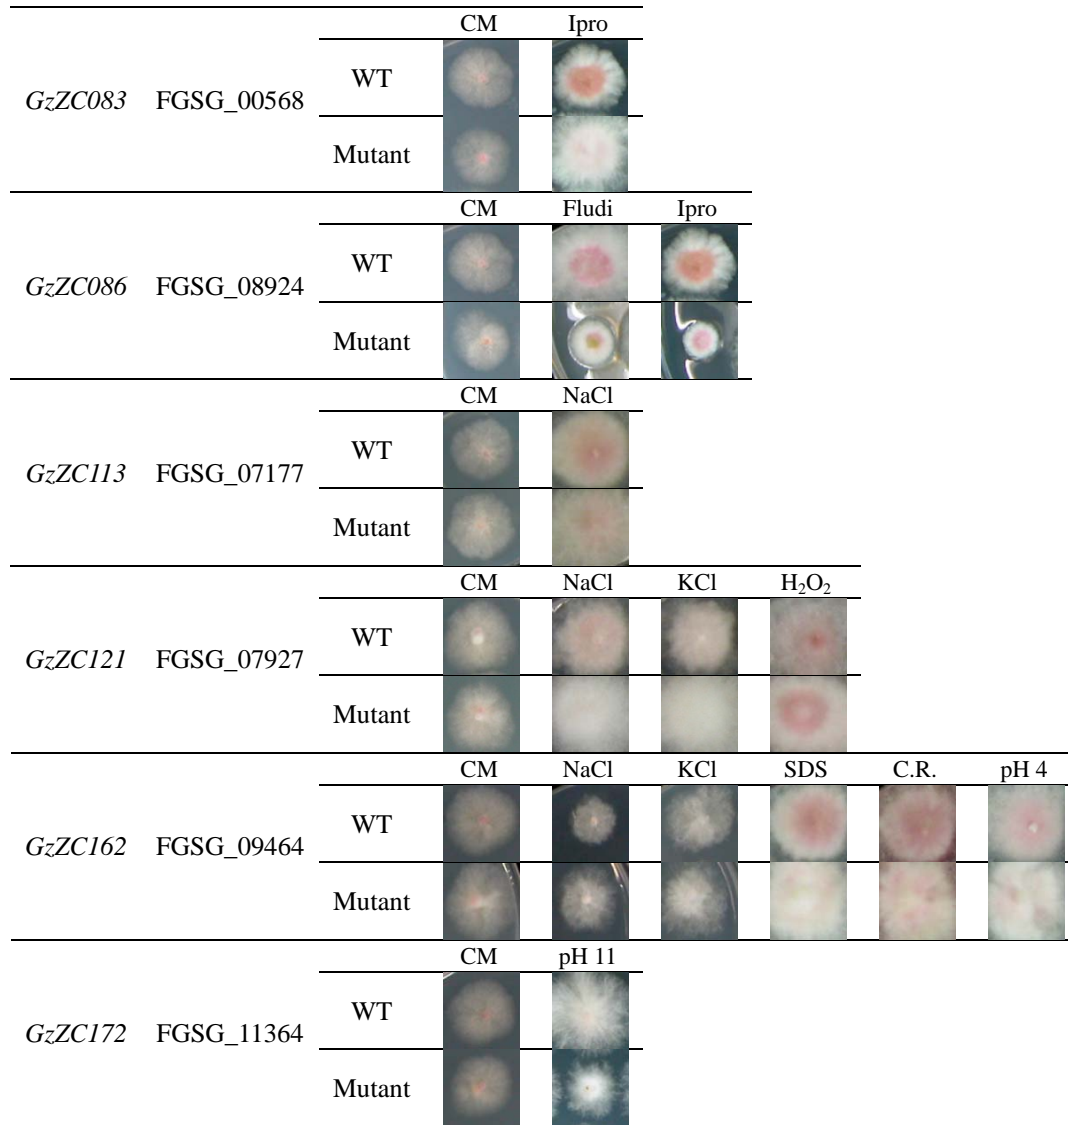 CM Ipro
WT
GzZC083 FGSG_00568
Mutant
CM Fludi Ipro
WT
GzZC086 FGSG_08924
Mutant
CM NaCl
WT
GzZC113 FGSG_07177
Mutant
CM NaCl KCl H₂O₂
WT
GzZC121 FGSG_07927
Mutant
CM NaCl KCl SDS C.R. pH 4
WT
GzZC162 FGSG_09464
Mutant
CM pH 11
WT
GzZC172 FGSG_11364
Mutant